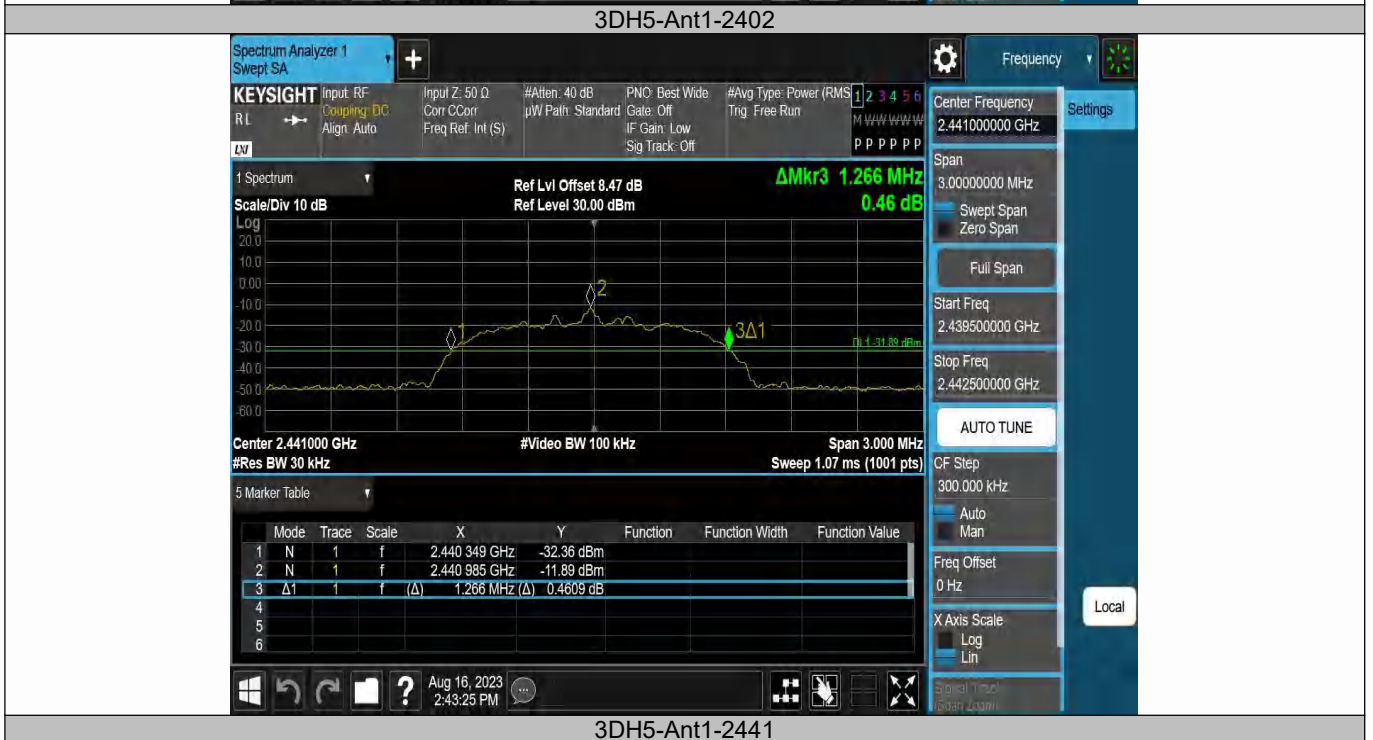 3DH5-Ant1-2402
Spectrum Analyzer 1
Swept SA
+
Frequency
KEYSIGHT
RL
LXI
Input: RF
Coupling: DC
Align: Auto
Input Z: 50 Ω
Corr CCorr
Freq Ref: Int (S)
#Atten: 40 dB
µW Path: Standard
PNO: Best Wide
Gate: Off
IF Gain: Low
Sig Track: Off
#Avg Type: Power (RMS
Trig: Free Run
1 2 3 4 5 6
M W W W W W
P P P P P P
1 Spectrum
Scale/Div 10 dB
Ref Lvl Offset 8.47 dB
Ref Level 30.00 dBm
ΔMkr3 1.266 MHz
0.46 dB
Log
20.0
10.0
0.00
-10.0
-20.0
-30.0
-40.0
-50.0
-60.0
1
2
3Δ1
DL1 -31.89 dBm
Center 2.441000 GHz
#Video BW 100 kHz
Span 3.000 MHz
#Res BW 30 kHz
Sweep 1.07 ms (1001 pts)
5 Marker Table
Mode Trace Scale X Y Function Function Width Function Value
1 N 1 f 2.440 349 GHz -32.36 dBm
2 N 1 f 2.440 985 GHz -11.89 dBm
3 Δ1 1 f (Δ) 1.266 MHz (Δ) 0.4609 dB
4
5
6
Aug 16, 2023
2:43:25 PM
Settings
Center Frequency
2.441000000 GHz
Span
3.00000000 MHz
Swept Span
Zero Span
Full Span
Start Freq
2.439500000 GHz
Stop Freq
2.442500000 GHz
AUTO TUNE
CF Step
300.000 kHz
Auto
Man
Freq Offset
0 Hz
X Axis Scale
Log
Lin
Signal Track
(Span Zoom)
Local
3DH5-Ant1-2441